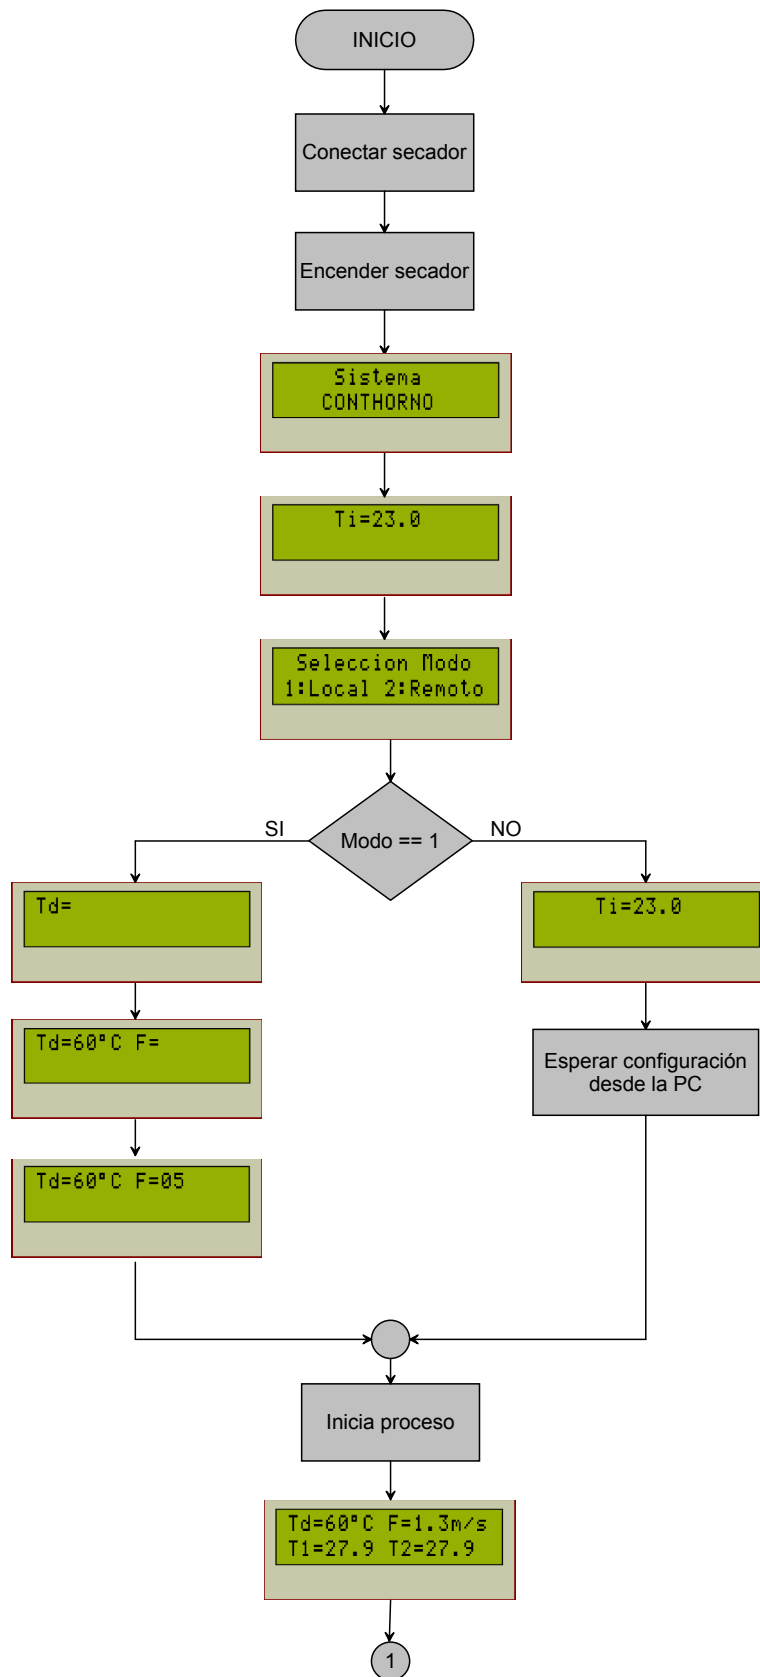 INICIO
Conectar secador
Encender secador
Sistema
CONTHORNO
Ti=23.0
Seleccion Modo
1:Local 2:Remoto
SI
Modo == 1
NO
Td=
Ti=23.0
Td=60°C F=
Esperar configuración
desde la PC
Td=60°C F=05
Inicia proceso
Td=60°C F=1.3m/s
T1=27.9 T2=27.9
1